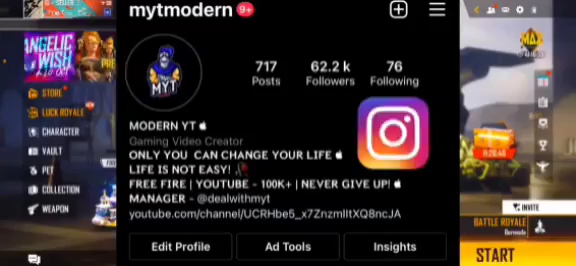 mytmodern 9+
717 62.2 k 76
Posts Followers Following
MYT
MODERN YT
Gaming Video Creator
ONLY YOU CAN CHANGE YOUR LIFE
LIFE IS NOT EASY!
FREE FIRE | YOUTUBE - 100K+ | NEVER GIVE UP!
MANAGER - @dealwithmyt
youtube.com/channel/UCRHbe5_x7ZnzmlItXQ8ncJA
Edit Profile Ad Tools Insights
ANGELIC
WISH
STORE
LUCK ROYALE
CHARACTER
VAULT
PET
COLLECTION
WEAPON
MAX
INVITE
BATTLE ROYALE
Bermuda
START